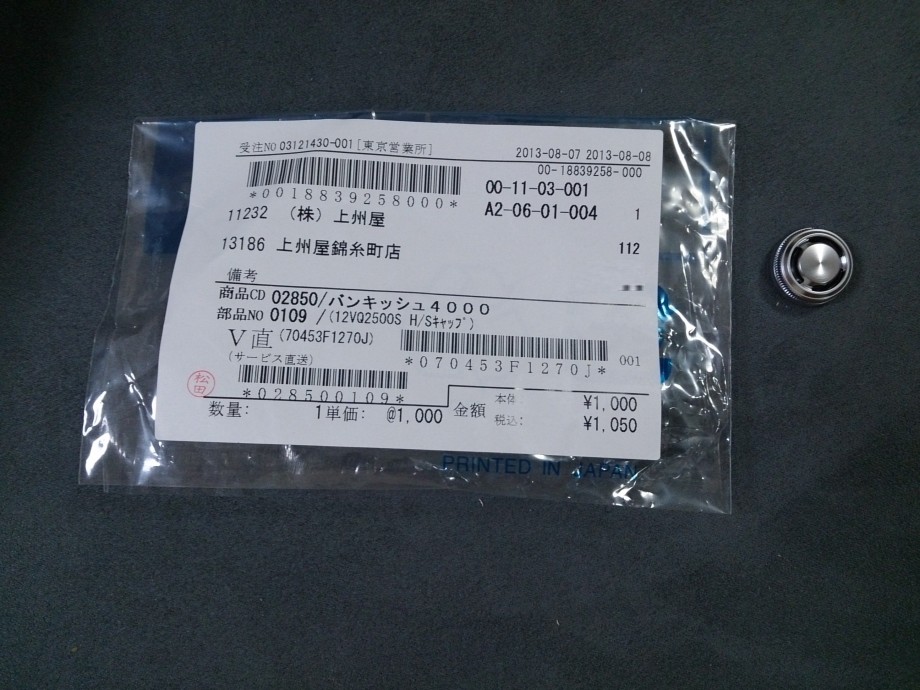 受注NO 03121430-001 [東京営業所]
2013-08-07 2013-08-08
00-18839258-000
*0018839258000*
00-11-03-001
11232 (株) 上州屋
A2-06-01-004 1
13186 上州屋錦糸町店
112
備考
商品CD 02850/バンキッシュ4000
部品NO 0109 /(12VQ2500S H/Sキャップ)
V直 (70453F1270J)
(サービス直送)
*070453F1270J* 001
松田
*028500109*
数量: 1 単価: @1,000
金額 本体: ¥1,000
税込: ¥1,050
PRINTED IN JAPAN